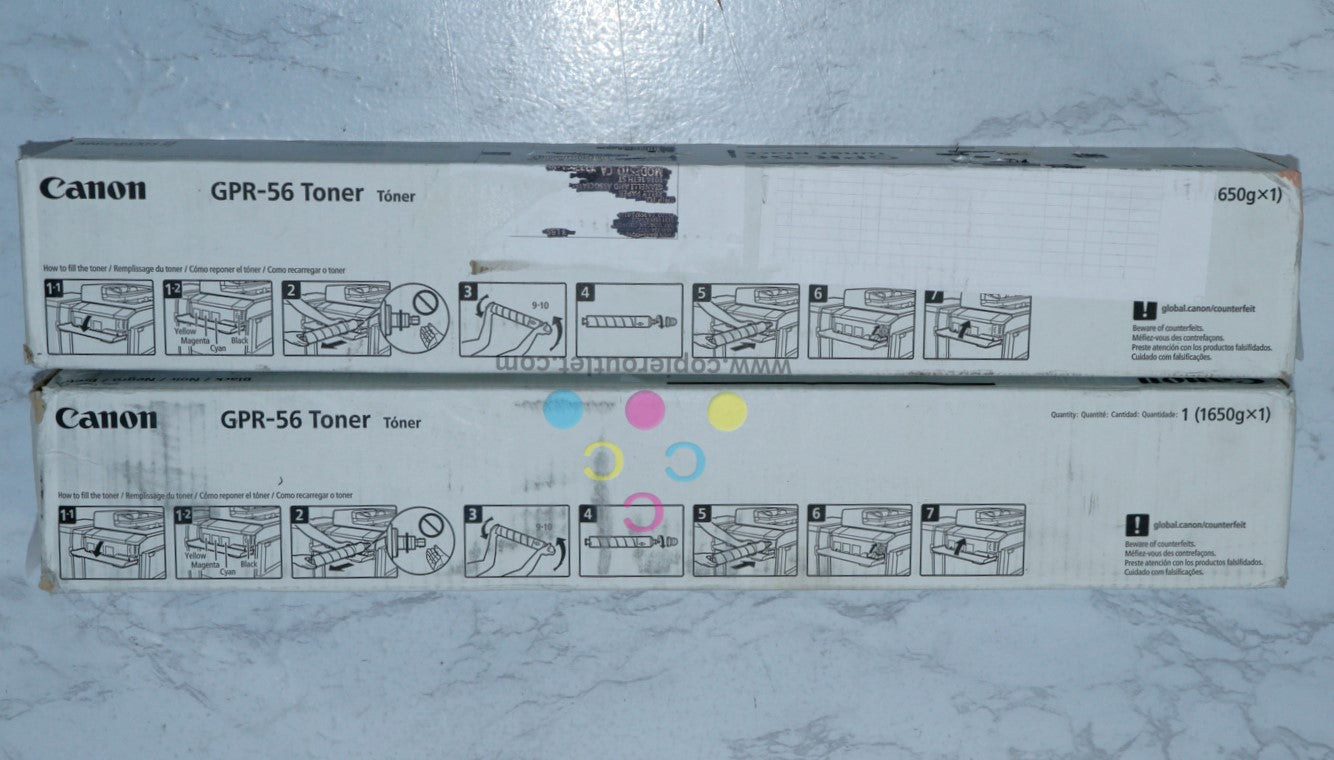 Canon
GPR-56 Toner Tóner
650g×1)
How to fill the toner / Remplissage du toner / Cómo reponer el tóner / Como recarregar o toner
1-1
1-2
2
3
4
5
6
7
Yellow
Magenta
Cyan
Black
9-10
global.canon/counterfeit
Beware of counterfeits.
Méfiez-vous des contrefaçons.
Preste atención con los productos falsificados.
Cuidado com falsificações.
www.copieroutlet.com
Black / Noir / Negro /
Canon
GPR-56 Toner Tóner
Quantity: Quantité: Cantidad: Quantidade: 1 (1650g×1)
How to fill the toner / Remplissage du toner / Cómo reponer el tóner / Como recarregar o toner
1-1
1-2
2
3
4
5
6
7
Yellow
Magenta
Cyan
Black
9-10
global.canon/counterfeit
Beware of counterfeits.
Méfiez-vous des contrefaçons.
Preste atención con los productos falsificados.
Cuidado com falsificações.